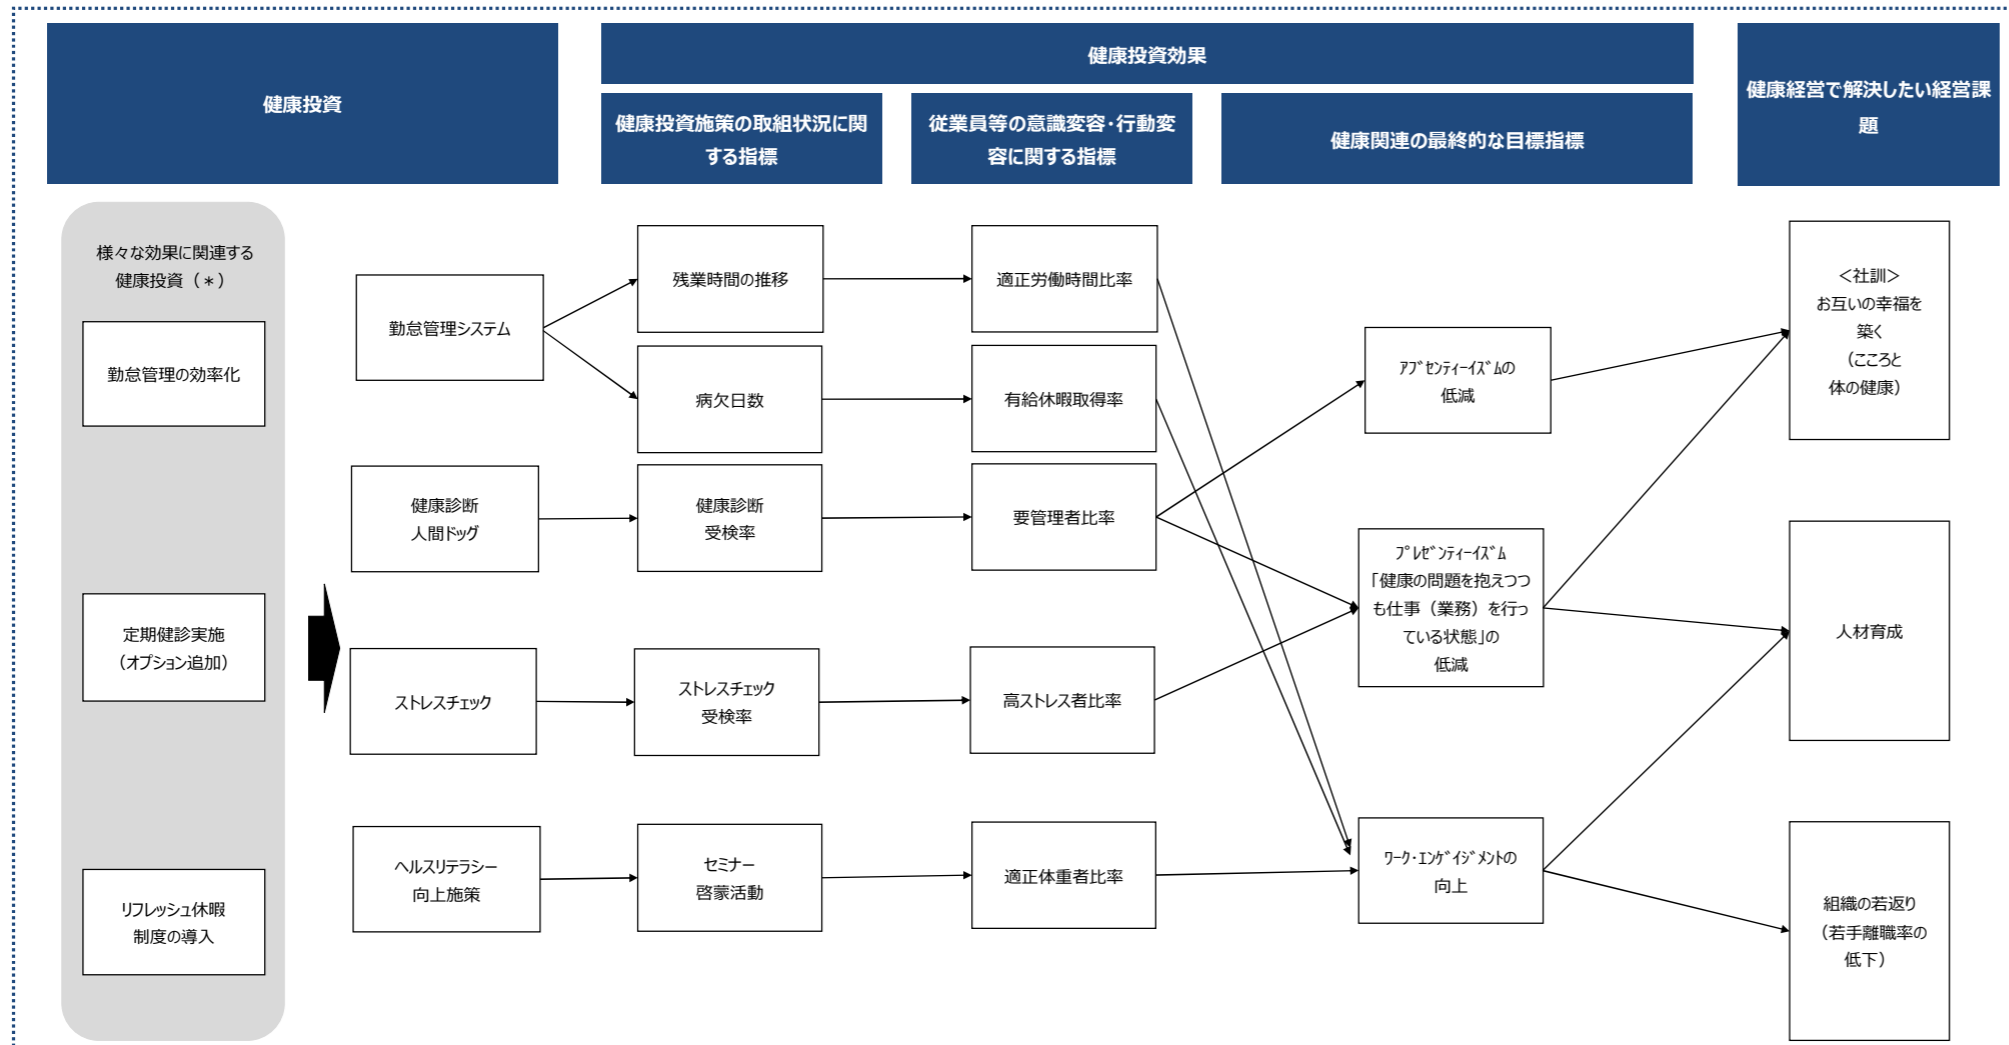 健康投資
健康投資効果
健康経営で解決したい経営課
題
健康投資施策の取組状況に関
する指標
従業員等の意識変容・行動変
容に関する指標
健康関連の最終的な目標指標
様々な効果に関連する
健康投資（＊）
勤怠管理の効率化
定期健診実施
（オプション追加）
リフレッシュ休暇
制度の導入
勤怠管理システム
健康診断
人間ドッグ
ストレスチェック
ヘルスリテラシー
向上施策
残業時間の推移
病欠日数
健康診断
受検率
ストレスチェック
受検率
セミナー
啓蒙活動
適正労働時間比率
有給休暇取得率
要管理者比率
高ストレス者比率
適正体重者比率
ｱﾌﾞｾﾝﾃｨｰｲｽﾞﾑの
低減
ﾌﾟﾚｾﾞﾝﾃｨｰｲｽﾞﾑ
「健康の問題を抱えつつ
も仕事（業務）を行っ
ている状態」の
低減
ﾜｰｸ・ｴﾝｹﾞｲｼﾞﾒﾝﾄの
向上
＜社訓＞
お互いの幸福を
築く
（こころと
体の健康）
人材育成
組織の若返り
（若手離職率の
低下）